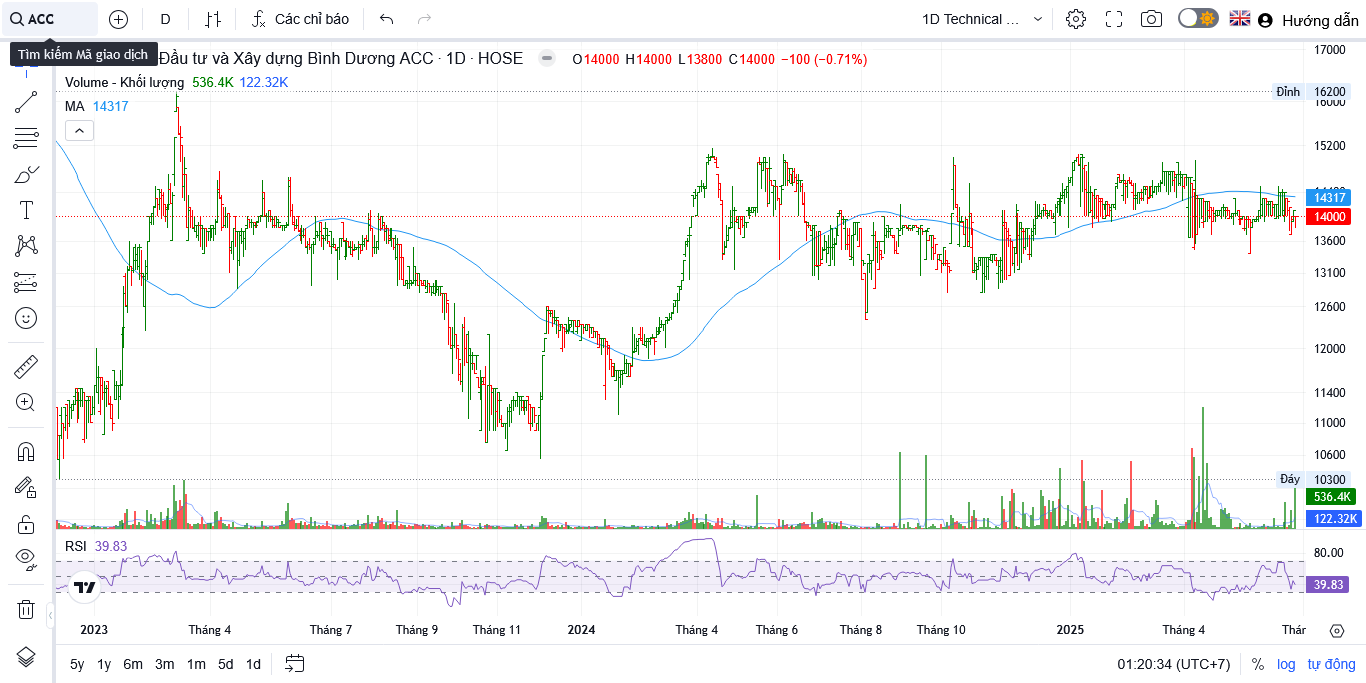 ACC D Các chỉ báo 1D Technical ... Hướng dẫn
Tìm kiếm Mã giao dịch
Đầu tư và Xây dựng Bình Dương ACC · 1D · HOSE O14000 H14000 L13800 C14000 −100 (−0.71%)
Volume - Khối lượng 536.4K 122.32K
MA 14317
17000
Đỉnh 16200
16000
15200
14317
14000
13600
13100
12600
12000
11400
11000
10600
Đáy 10300
536.4K
122.32K
RSI 39.83
80.00
39.83
2023 Tháng 4 Tháng 7 Tháng 9 Tháng 11 2024 Tháng 4 Tháng 6 Tháng 8 Tháng 10 2025 Tháng 4 Thár
5y 1y 6m 3m 1m 5d 1d 01:20:34 (UTC+7) % log tự động